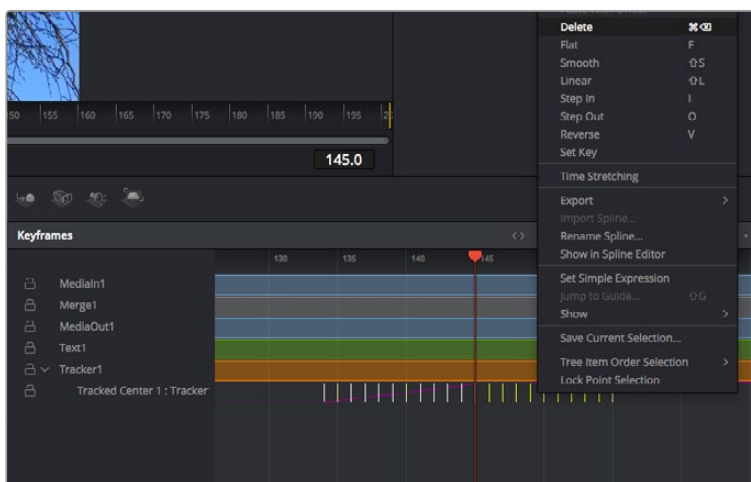 Delete ⌘⌫
Flat F
Smooth ⇧S
Linear ⇧L
Step In I
Step Out O
Reverse V
Set Key
Time Stretching
Export >
Import Spline...
Rename Spline...
Show in Spline Editor
Set Simple Expression
Jump to Guide... ⇧G
Show >
Save Current Selection...
Tree Item Order Selection >
Lock Point Selection
50 155 160 165 170 175 180 185 190 195
145.0
Keyframes
130 135 140 145
MediaIn1
Merge1
MediaOut1
Text1
Tracker1
Tracked Center 1 : Tracker